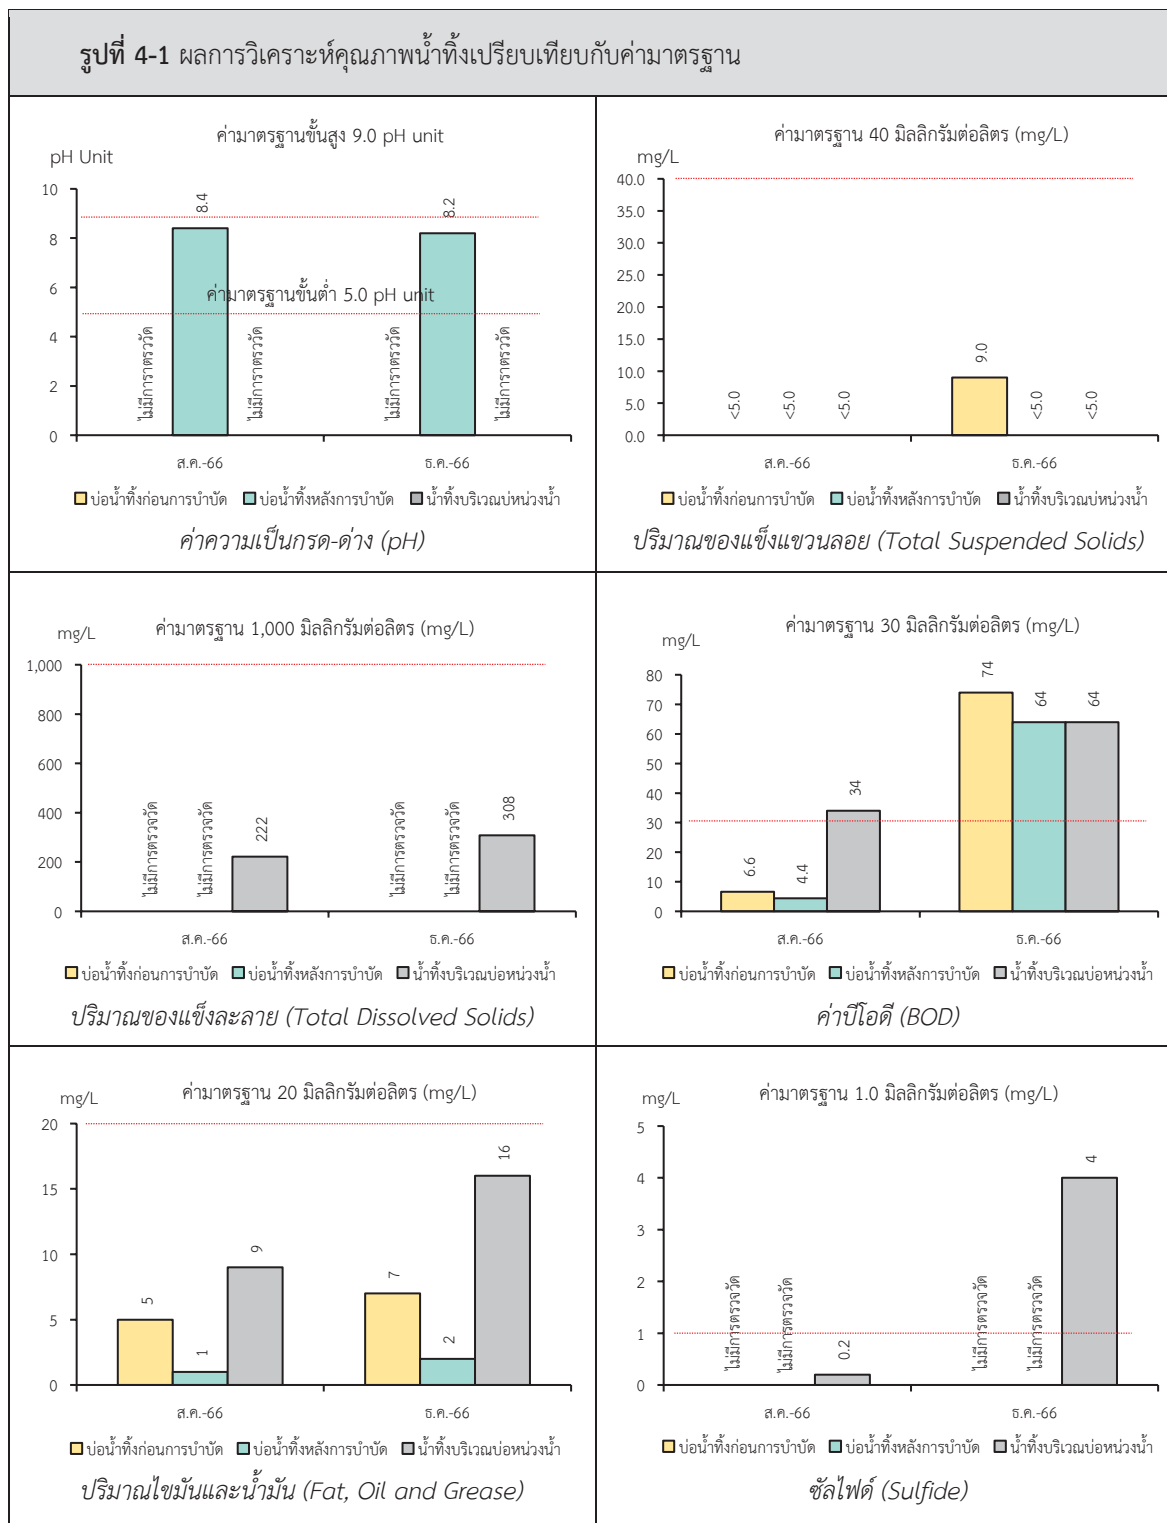 รูปที่ 4-1 ผลการวิเคราะห์คุณภาพน้ำทิ้งเปรียบเทียบกับค่ามาตรฐาน
ค่ามาตรฐานขั้นสูง 9.0 pH unit
pH Unit
10
8
6
4
2
0
8.4
8.2
ค่ามาตรฐานขั้นต่ำ 5.0 pH unit
ไม่มีการตรววัด
ไม่มีการตรววัด
ไม่มีการตรววัด
ไม่มีการตรววัด
ส.ค.-66
ธ.ค.-66
บ่อน้ำทิ้งก่อนการบำบัด บ่อน้ำทิ้งหลังการบำบัด น้ำทิ้งบริเวณบ่หน่วงน้ำ
ค่าความเป็นกรด-ด่าง (pH)
ค่ามาตรฐาน 40 มิลลิกรัมต่อลิตร (mg/L)
mg/L
40.0
35.0
30.0
25.0
20.0
15.0
10.0
5.0
0.0
<5.0
<5.0
<5.0
9.0
<5.0
<5.0
ส.ค.-66
ธ.ค.-66
บ่อน้ำทิ้งก่อนการบำบัด บ่อน้ำทิ้งหลังการบำบัด น้ำทิ้งบริเวณบ่หน่วงน้ำ
ปริมาณของแข็งแขวนลอย (Total Suspended Solids)
ค่ามาตรฐาน 1,000 มิลลิกรัมต่อลิตร (mg/L)
mg/L
1,000
800
600
400
200
0
ไม่มีการตรวจวัด
ไม่มีการตรวจวัด
222
ไม่มีการตรวจวัด
ไม่มีการตรวจวัด
308
ส.ค.-66
ธ.ค.-66
บ่อน้ำทิ้งก่อนการบำบัด บ่อน้ำทิ้งหลังการบำบัด น้ำทิ้งบริเวณบ่อหน่วงน้ำ
ปริมาณของแข็งละลาย (Total Dissolved Solids)
ค่ามาตรฐาน 30 มิลลิกรัมต่อลิตร (mg/L)
mg/L
80
70
60
50
40
30
20
10
0
6.6
4.4
34
74
64
64
ส.ค.-66
ธ.ค.-66
บ่อน้ำทิ้งก่อนการบำบัด บ่อน้ำทิ้งหลังการบำบัด น้ำทิ้งบริเวณบ่อหน่วงน้ำ
ค่าบีโอดี (BOD)
ค่ามาตรฐาน 20 มิลลิกรัมต่อลิตร (mg/L)
mg/L
20
15
10
5
0
5
1
9
7
2
16
ส.ค.-66
ธ.ค.-66
บ่อน้ำทิ้งก่อนการบำบัด บ่อน้ำทิ้งหลังการบำบัด น้ำทิ้งบริเวณบ่อหน่วงน้ำ
ปริมาณไขมันและน้ำมัน (Fat, Oil and Grease)
ค่ามาตรฐาน 1.0 มิลลิกรัมต่อลิตร (mg/L)
mg/L
5
4
3
2
1
0
ไม่มีการตรวจวัด
ไม่มีการตรวจวัด
0.2
ไม่มีการตรวจวัด
ไม่มีการตรวจวัด
4
ส.ค.-66
ธ.ค.-66
บ่อน้ำทิ้งก่อนการบำบัด บ่อน้ำทิ้งหลังการบำบัด น้ำทิ้งบริเวณบ่อหน่วงน้ำ
ซัลไฟด์ (Sulfide)